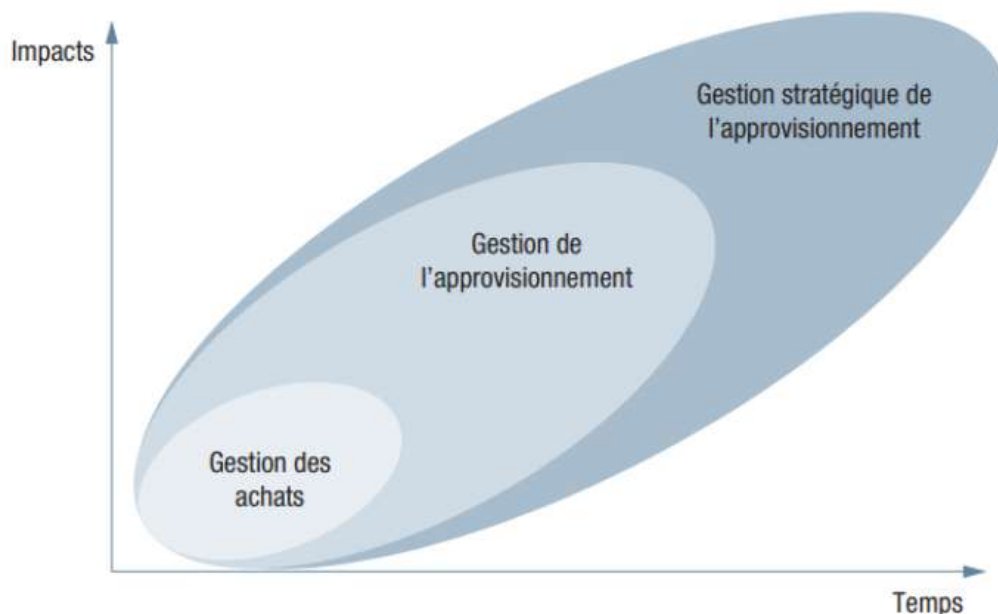 Impacts
Gestion stratégique de
l'approvisionnement
Gestion de
l'approvisionnement
Gestion des
achats
Temps